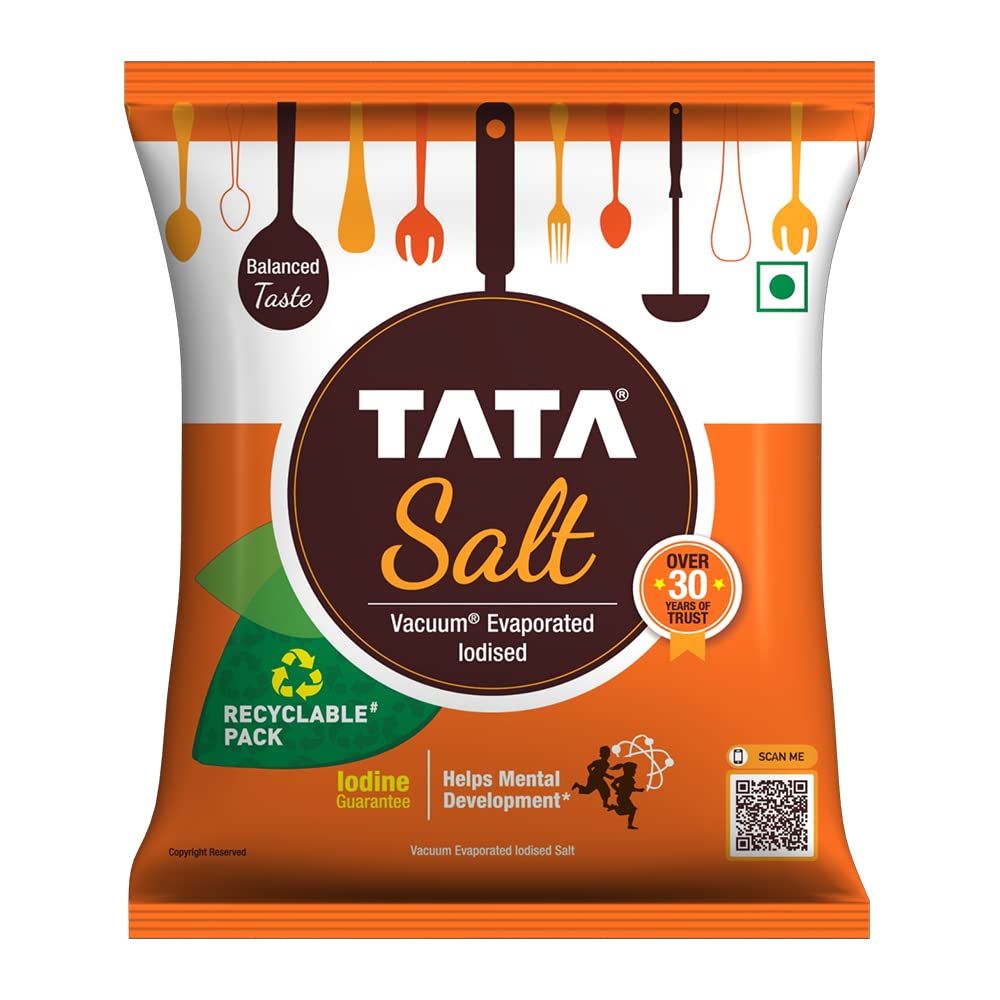 Balanced
Taste
TATA®
Salt
Vacuum® Evaporated
Iodised
OVER
30
YEARS OF
TRUST
RECYCLABLE#
PACK
Iodine
Guarantee
Helps Mental
Development*
SCAN ME
Copyright Reserved
Vacuum Evaporated Iodised Salt